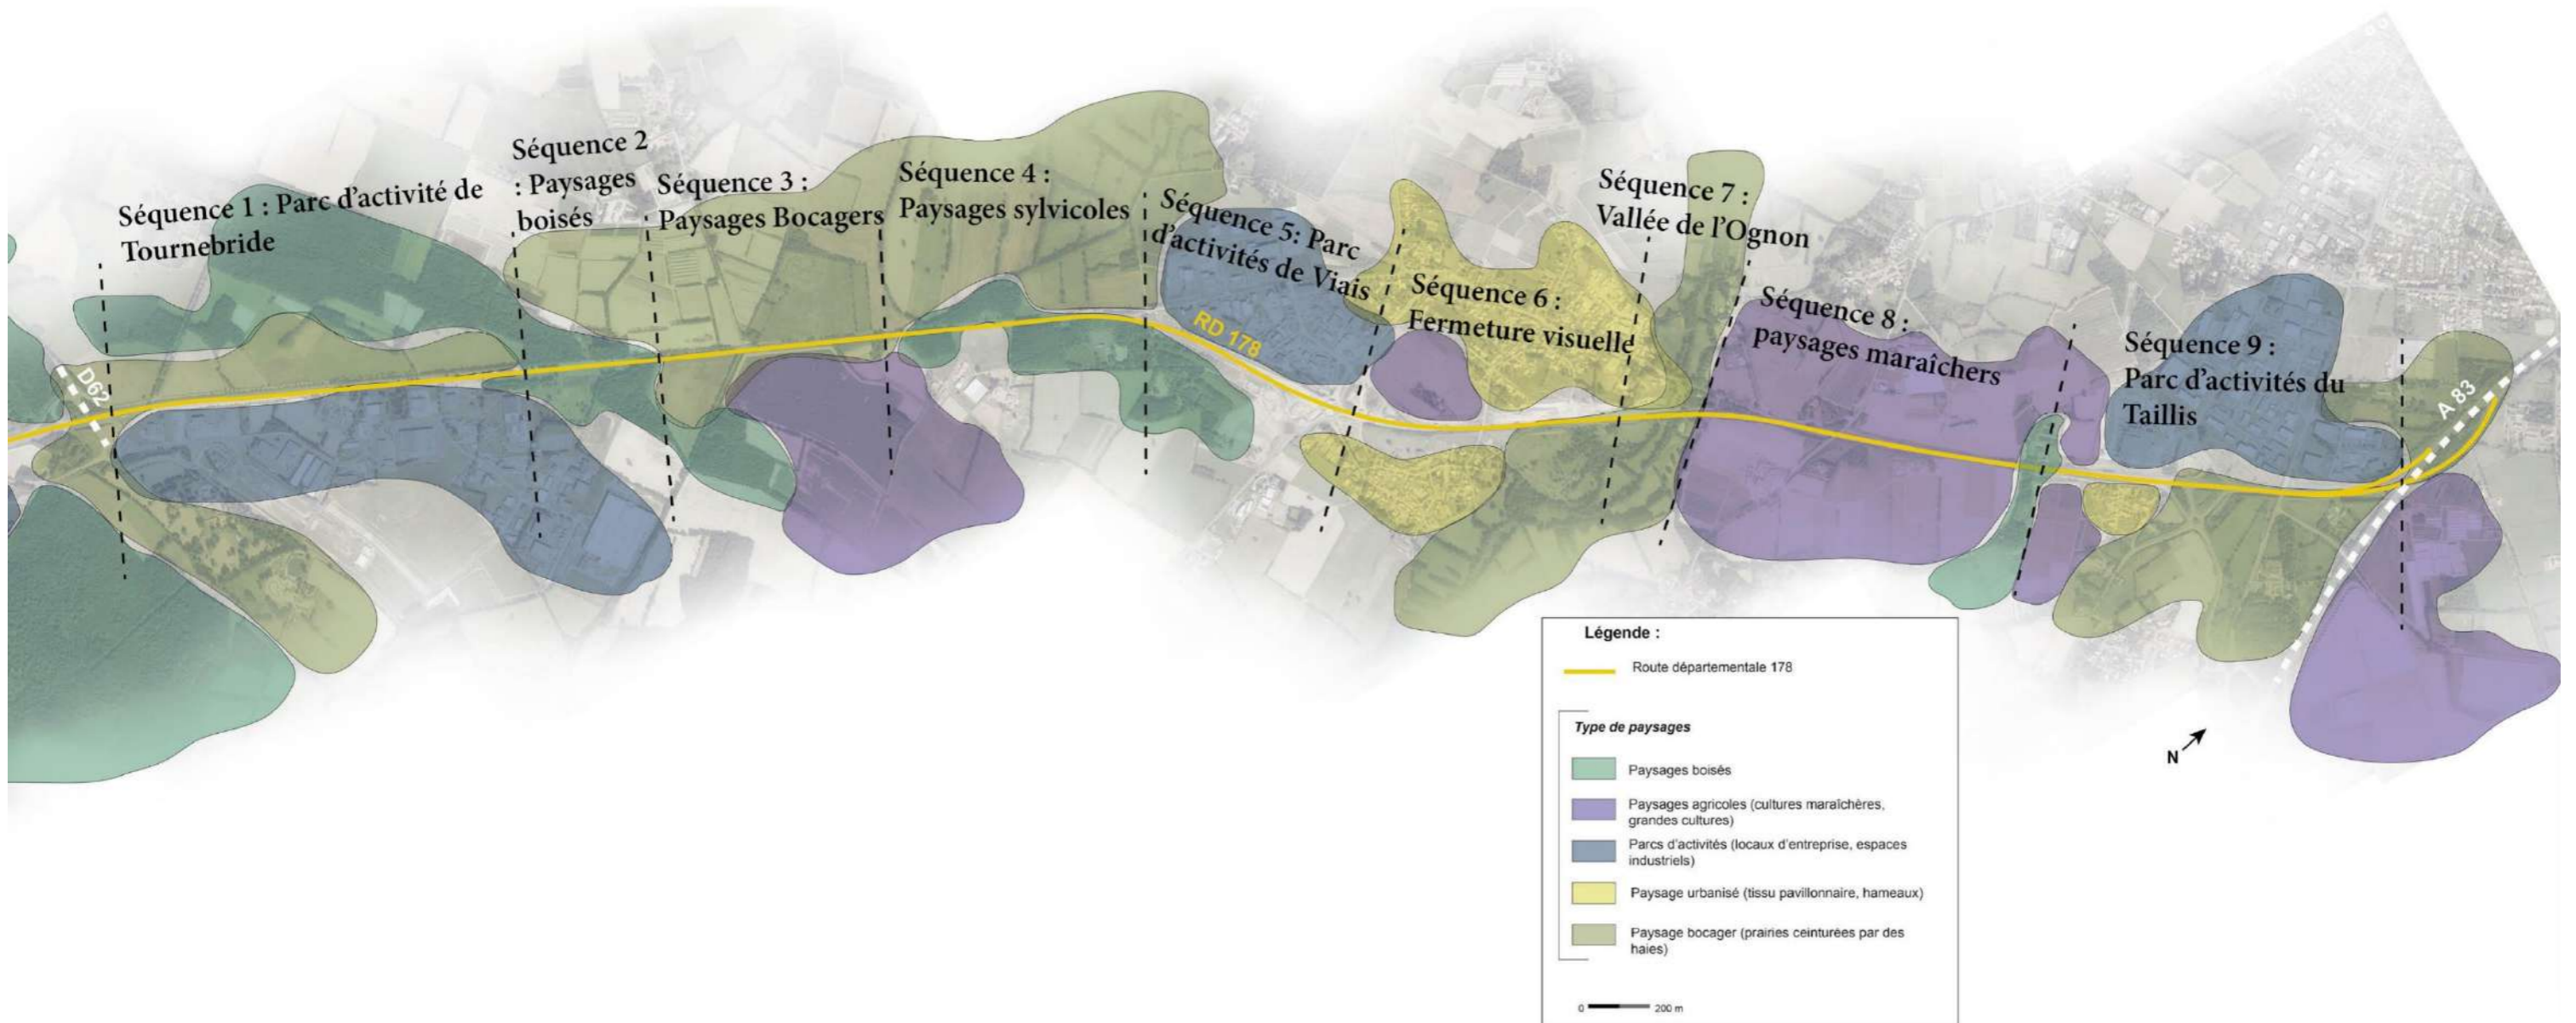 Séquence 1 : Parc d'activité de
Tournebride
Séquence 2
: Paysages
boisés
Séquence 3 :
Paysages Bocagers
Séquence 4 :
Paysages sylvicoles
Séquence 5: Parc
d'activités de Viais
Séquence 6 :
Fermeture visuelle
Séquence 7 :
Vallée de l'Ognon
Séquence 8 :
paysages maraîchers
Séquence 9 :
Parc d'activités du
Taillis
D62
RD 178
A 83
N
Légende :
Route départementale 178
Type de paysages
Paysages boisés
Paysages agricoles (cultures maraîchères,
grandes cultures)
Parcs d'activités (locaux d'entreprise, espaces
industriels)
Paysage urbanisé (tissu pavillonnaire, hameaux)
Paysage bocager (prairies ceinturées par des
haies)
0 200 m